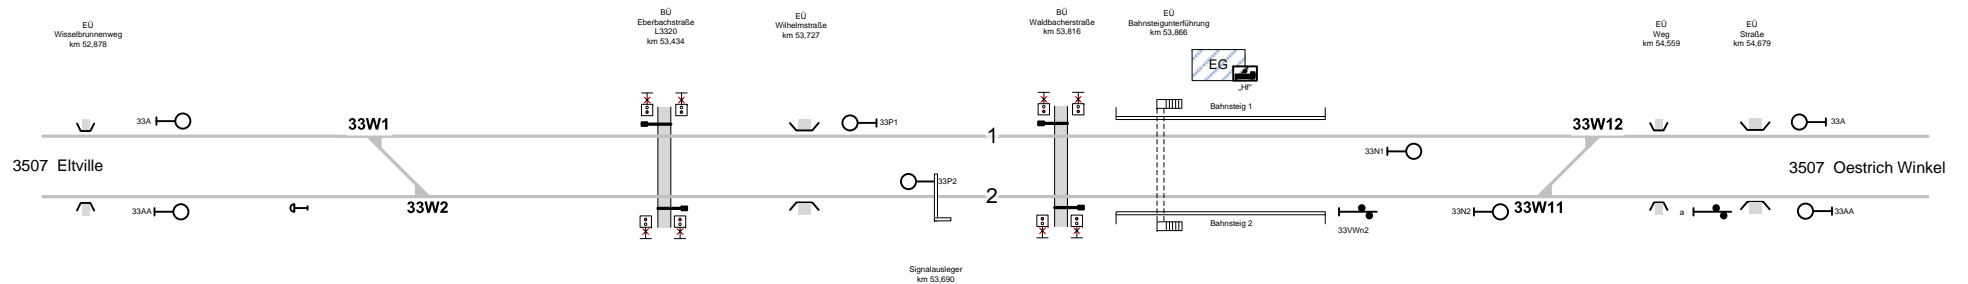 EÜ
Wisselbrunnenweg
km 52,878
BÜ
Eberbachstraße
L3320
km 53,434
EÜ
Wilhelmstraße
km 53,727
BÜ
Waldbacherstraße
km 53,816
EÜ
Bahnsteigunterführung
km 53,866
EÜ
Weg
km 54,559
EÜ
Straße
km 54,679
EG
„Hf“
Bahnsteig 1
33A
33W1
33P1
1
33N1
33W12
33A
3507 Eltville
3507 Oestrich Winkel
33P2
2
33AA
33W2
Bahnsteig 2
33VWn2
33N2
33W11
a
33AA
Signalausleger
km 53,690